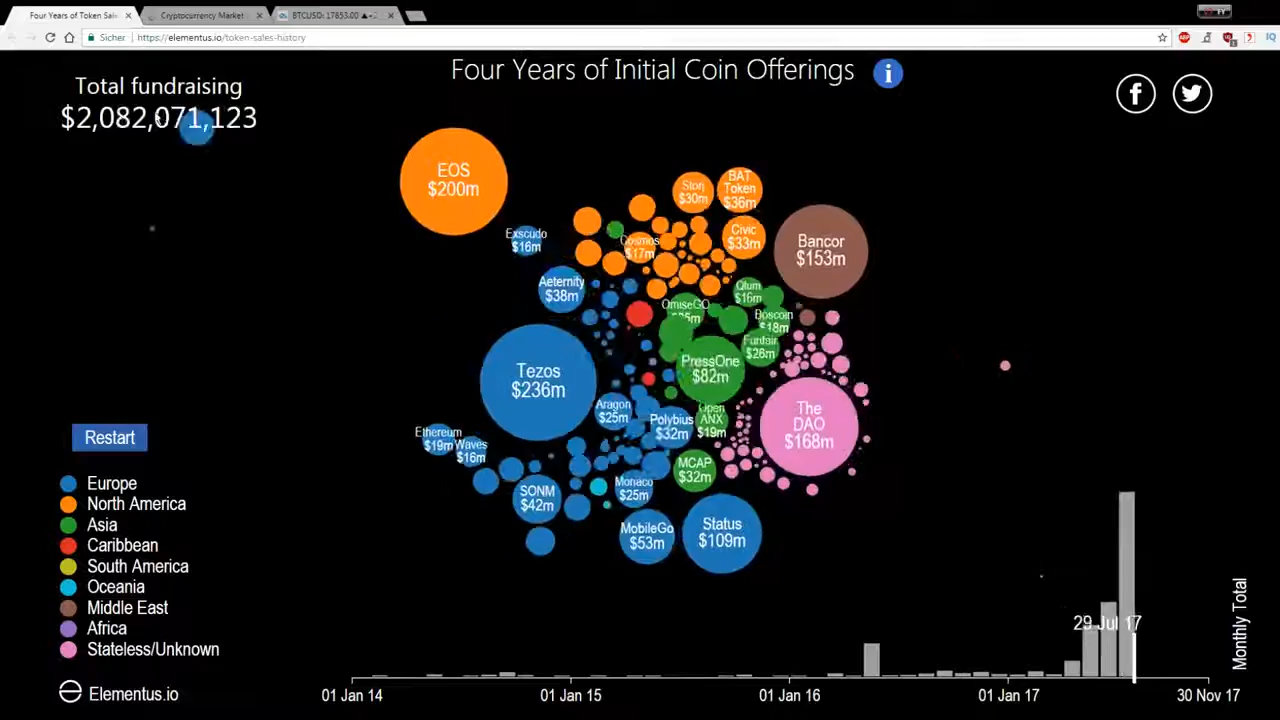 Four Years of Token Sale
Cryptocurrency Market
BTCUSD: 17853.00 ▲+2
Sicher
https://elementus.io/token-sales-history
Four Years of Initial Coin Offerings
i
Total fundraising
$2,082,071,123
EOS
$200m
Storj
$30m
BAT
Token
$36m
Exscudo
$16m
Cosmos
$17m
Civic
$33m
Bancor
$153m
Aeternity
$38m
Qtum
$16m
OmiseGO
Boscoin
$18m
Funfair
$26m
Tezos
$236m
PressOne
$82m
Aragon
$25m
Open
ANX
$19m
The
DAO
$168m
Polybius
$32m
Ethereum
$19m
Waves
$16m
MCAP
$32m
SONM
$42m
Monaco
$25m
MobileGo
$53m
Status
$109m
Restart
Europe
North America
Asia
Caribbean
South America
Oceania
Middle East
Africa
Stateless/Unknown
Elementus.io
29 Jul 17
Monthly Total
01 Jan 14
01 Jan 15
01 Jan 16
01 Jan 17
30 Nov 17